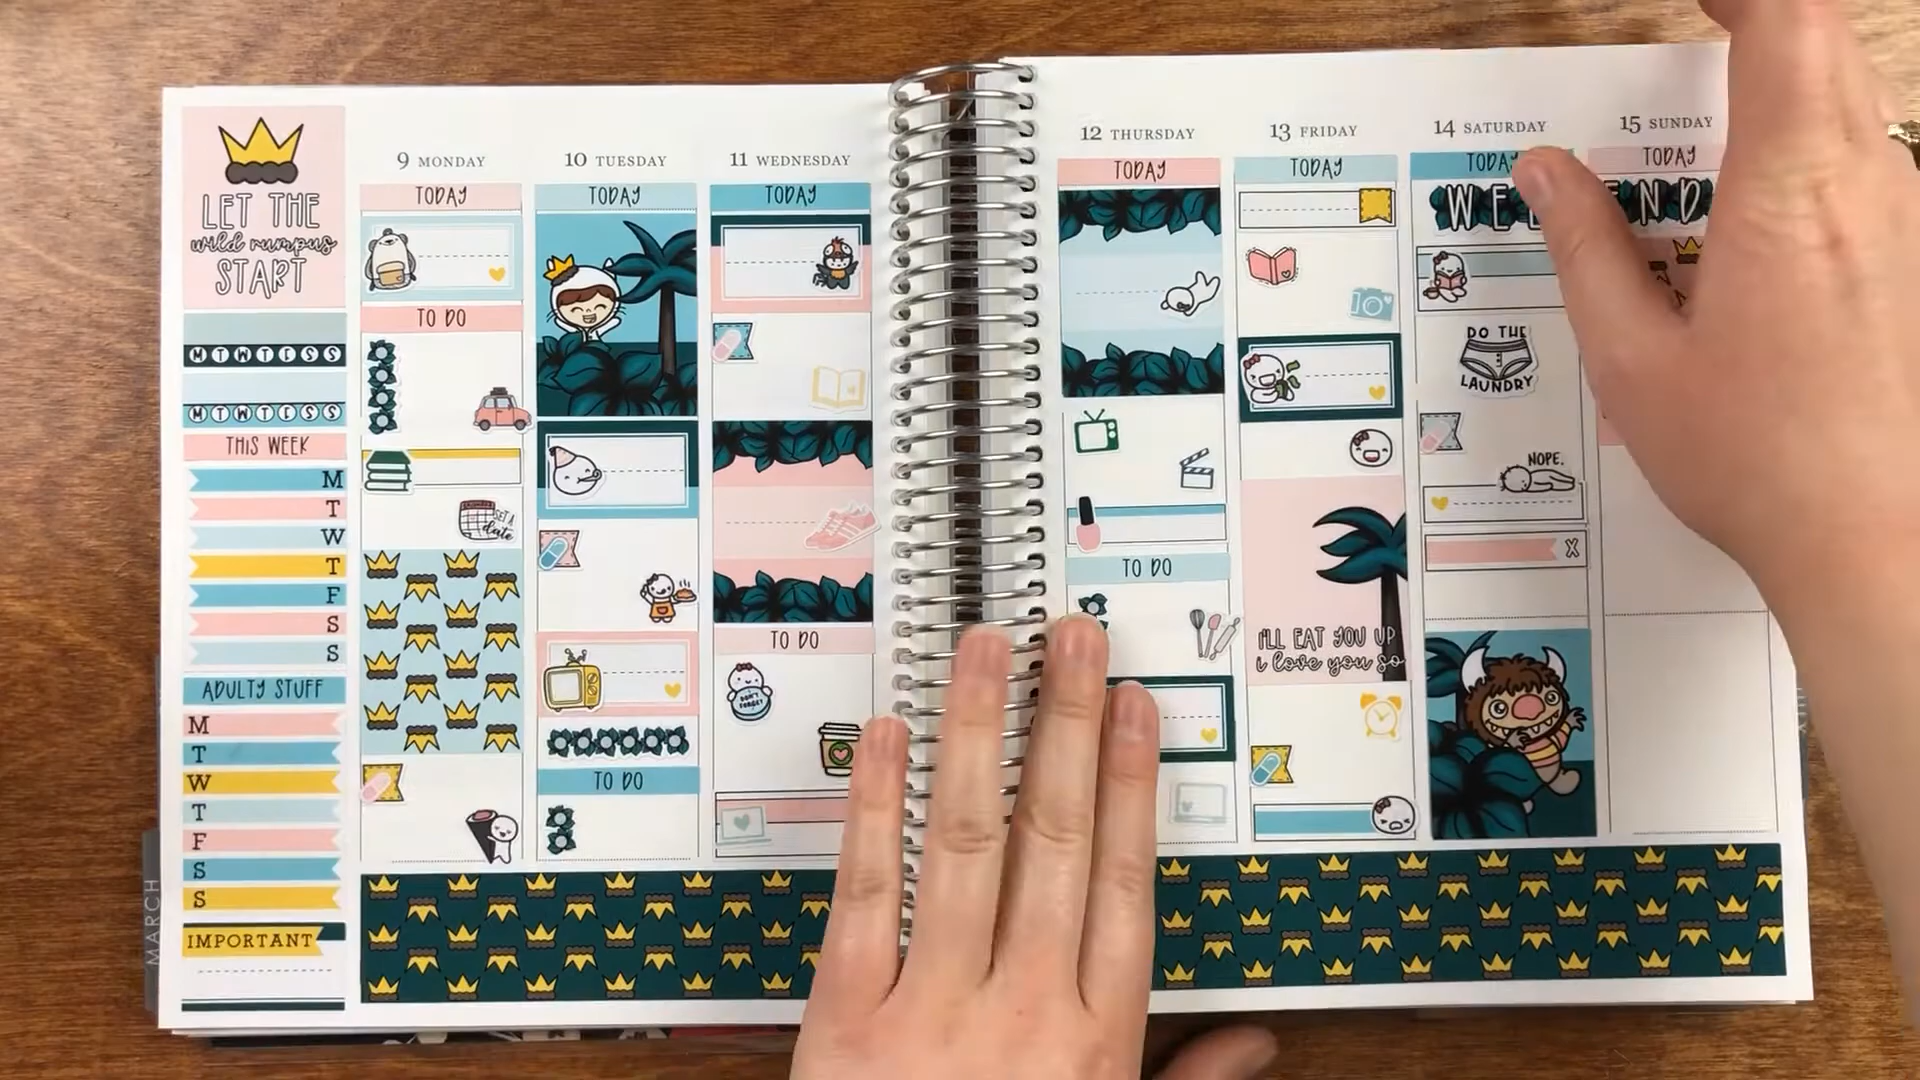 LET THE
wild rumpus
START
M T W T F S S
M T W T F S S
THIS WEEK
M
T
W
T
F
S
S
ADULTY STUFF
M
T
W
T
F
S
S
IMPORTANT
MARCH
9 MONDAY
TODAY
TO DO
SET A
date
10 TUESDAY
TODAY
TO DO
11 WEDNESDAY
TODAY
TO DO
DON'T
FORGET
12 THURSDAY
TODAY
TO DO
13 FRIDAY
TODAY
I'LL EAT YOU UP
i love you so
14 SATURDAY
TODAY
DO THE
LAUNDRY
NOPE.
X
15 SUNDAY
TODAY